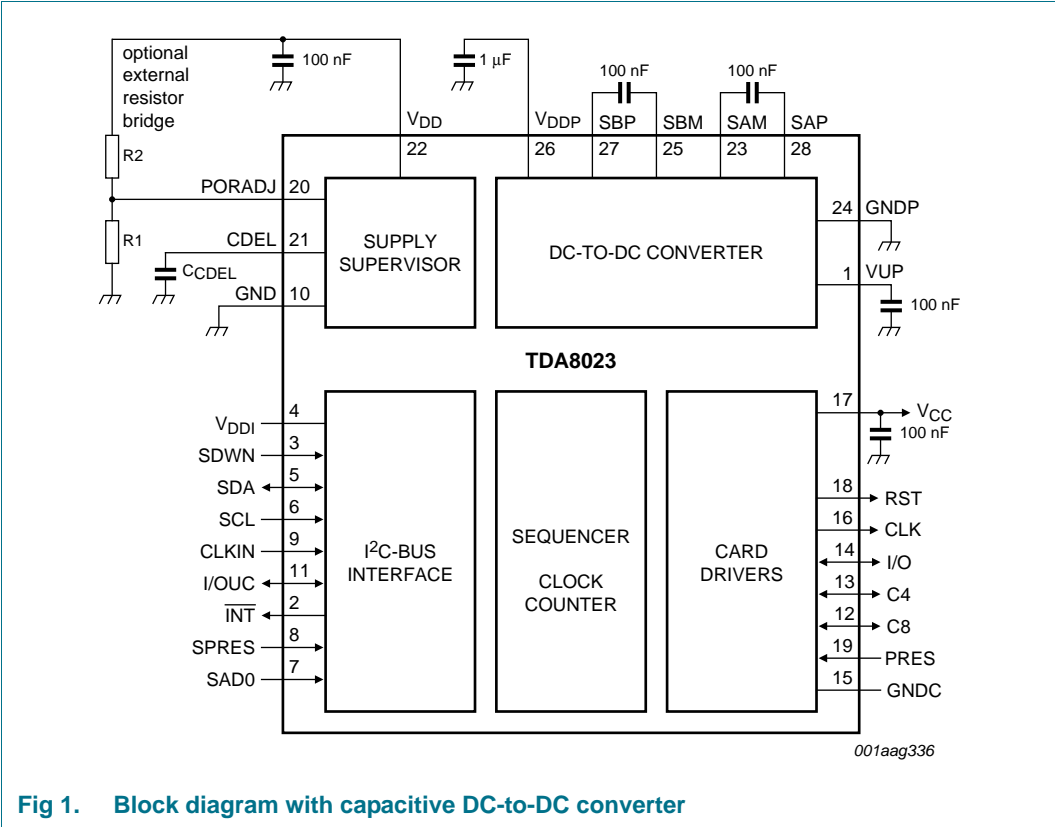 optional
external
resistor
bridge
100 nF
1 μF
100 nF
100 nF
VDD
VDDP
SBP
SBM
SAM
SAP
22
26
27
25
23
28
R2
PORADJ
20
R1
CDEL
21
CCDEL
GND
10
SUPPLY
SUPERVISOR
DC-TO-DC CONVERTER
24
GNDP
1
VUP
100 nF
TDA8023
VDDI
4
SDWN
3
SDA
5
SCL
6
CLKIN
9
I/OUC
11
INT
2
SPRES
8
SAD0
7
I2C-BUS
INTERFACE
SEQUENCER
CLOCK
COUNTER
CARD
DRIVERS
17
VCC
100 nF
18
RST
16
CLK
14
I/O
13
C4
12
C8
19
PRES
15
GNDC
001aag336
Fig 1. Block diagram with capacitive DC-to-DC converter